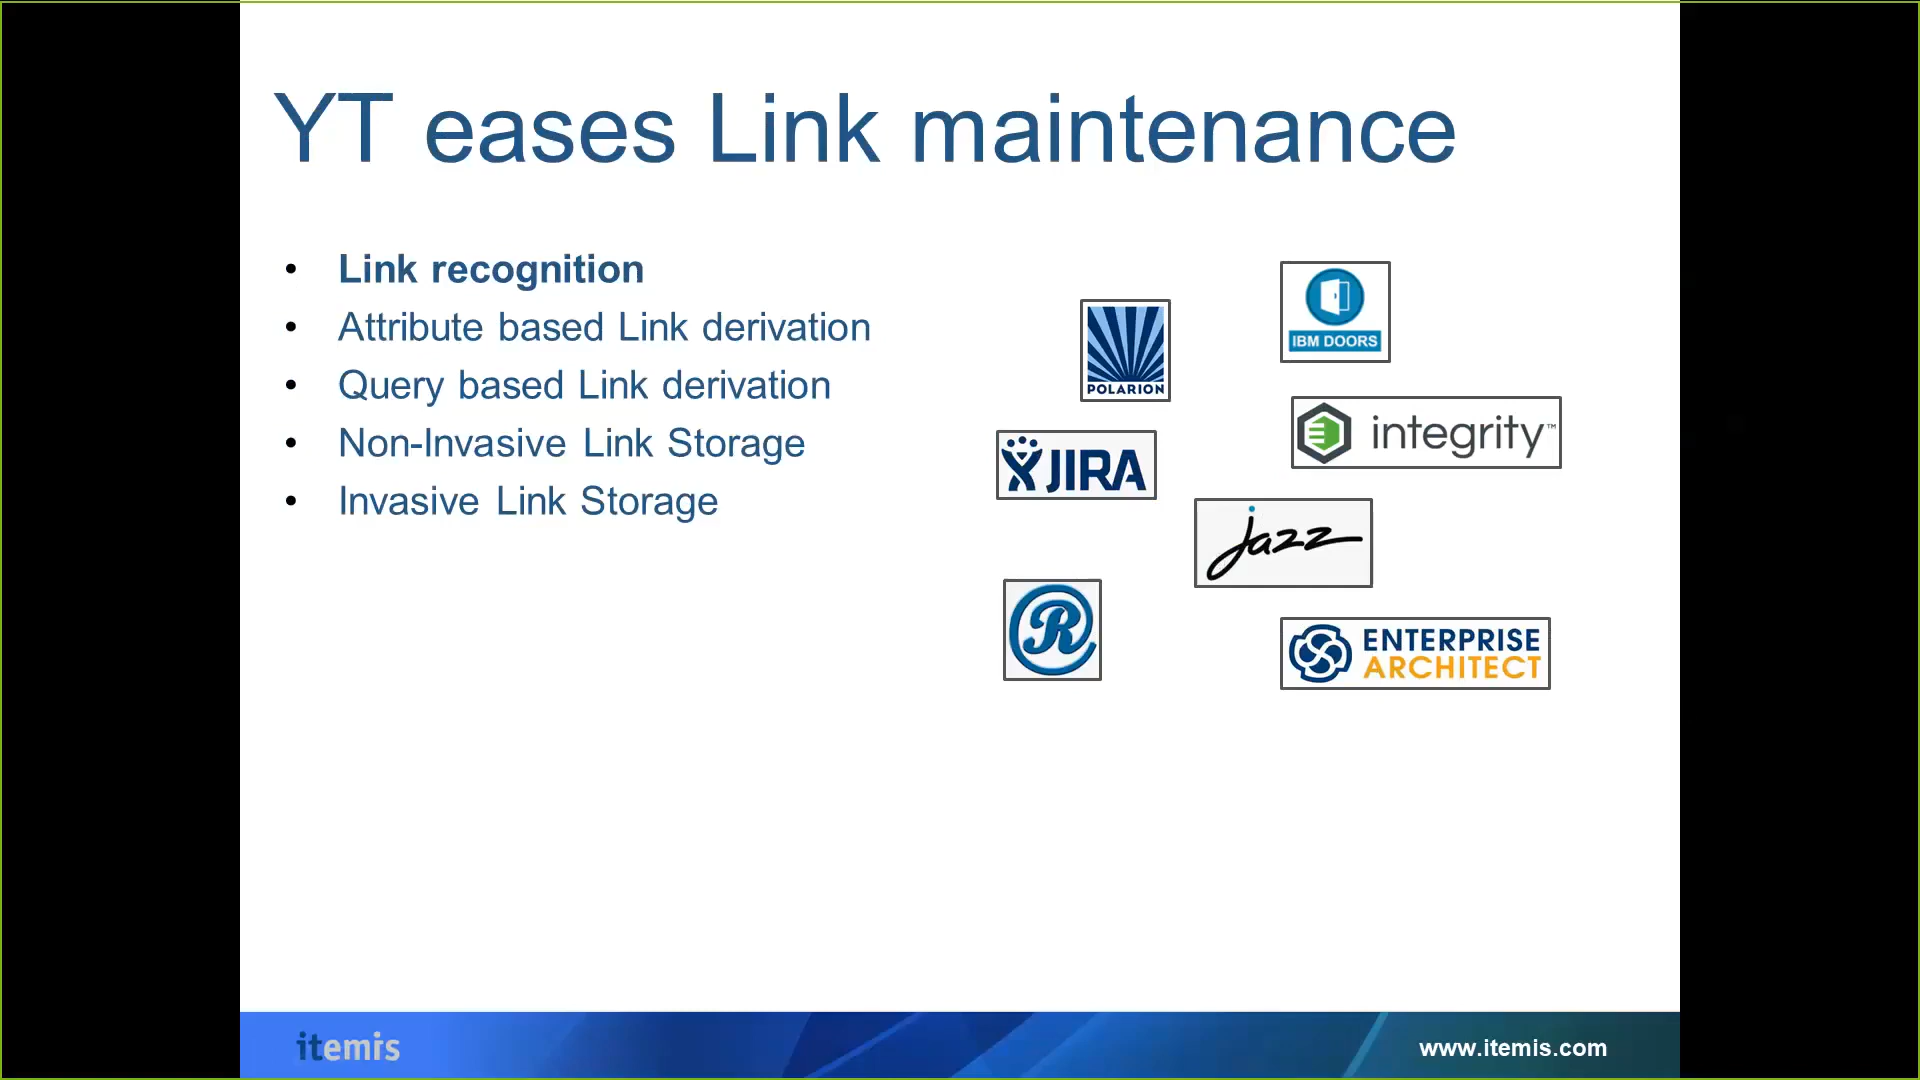 YT eases Link maintenance
• Link recognition
• Attribute based Link derivation
• Query based Link derivation
• Non-Invasive Link Storage
• Invasive Link Storage
IBM DOORS
POLARION
integrity™
JIRA
jazz
R
ENTERPRISE
ARCHITECT
itemis
www.itemis.com